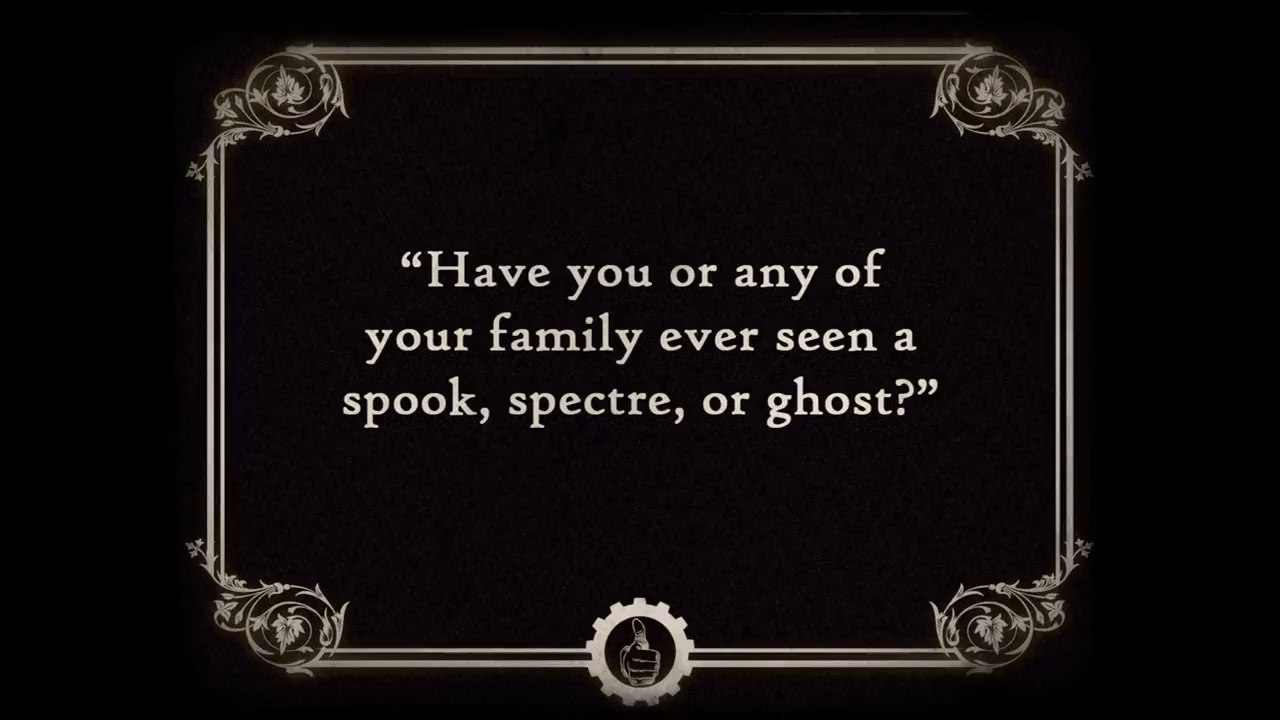 “Have you or any of
your family ever seen a
spook, spectre, or ghost?”